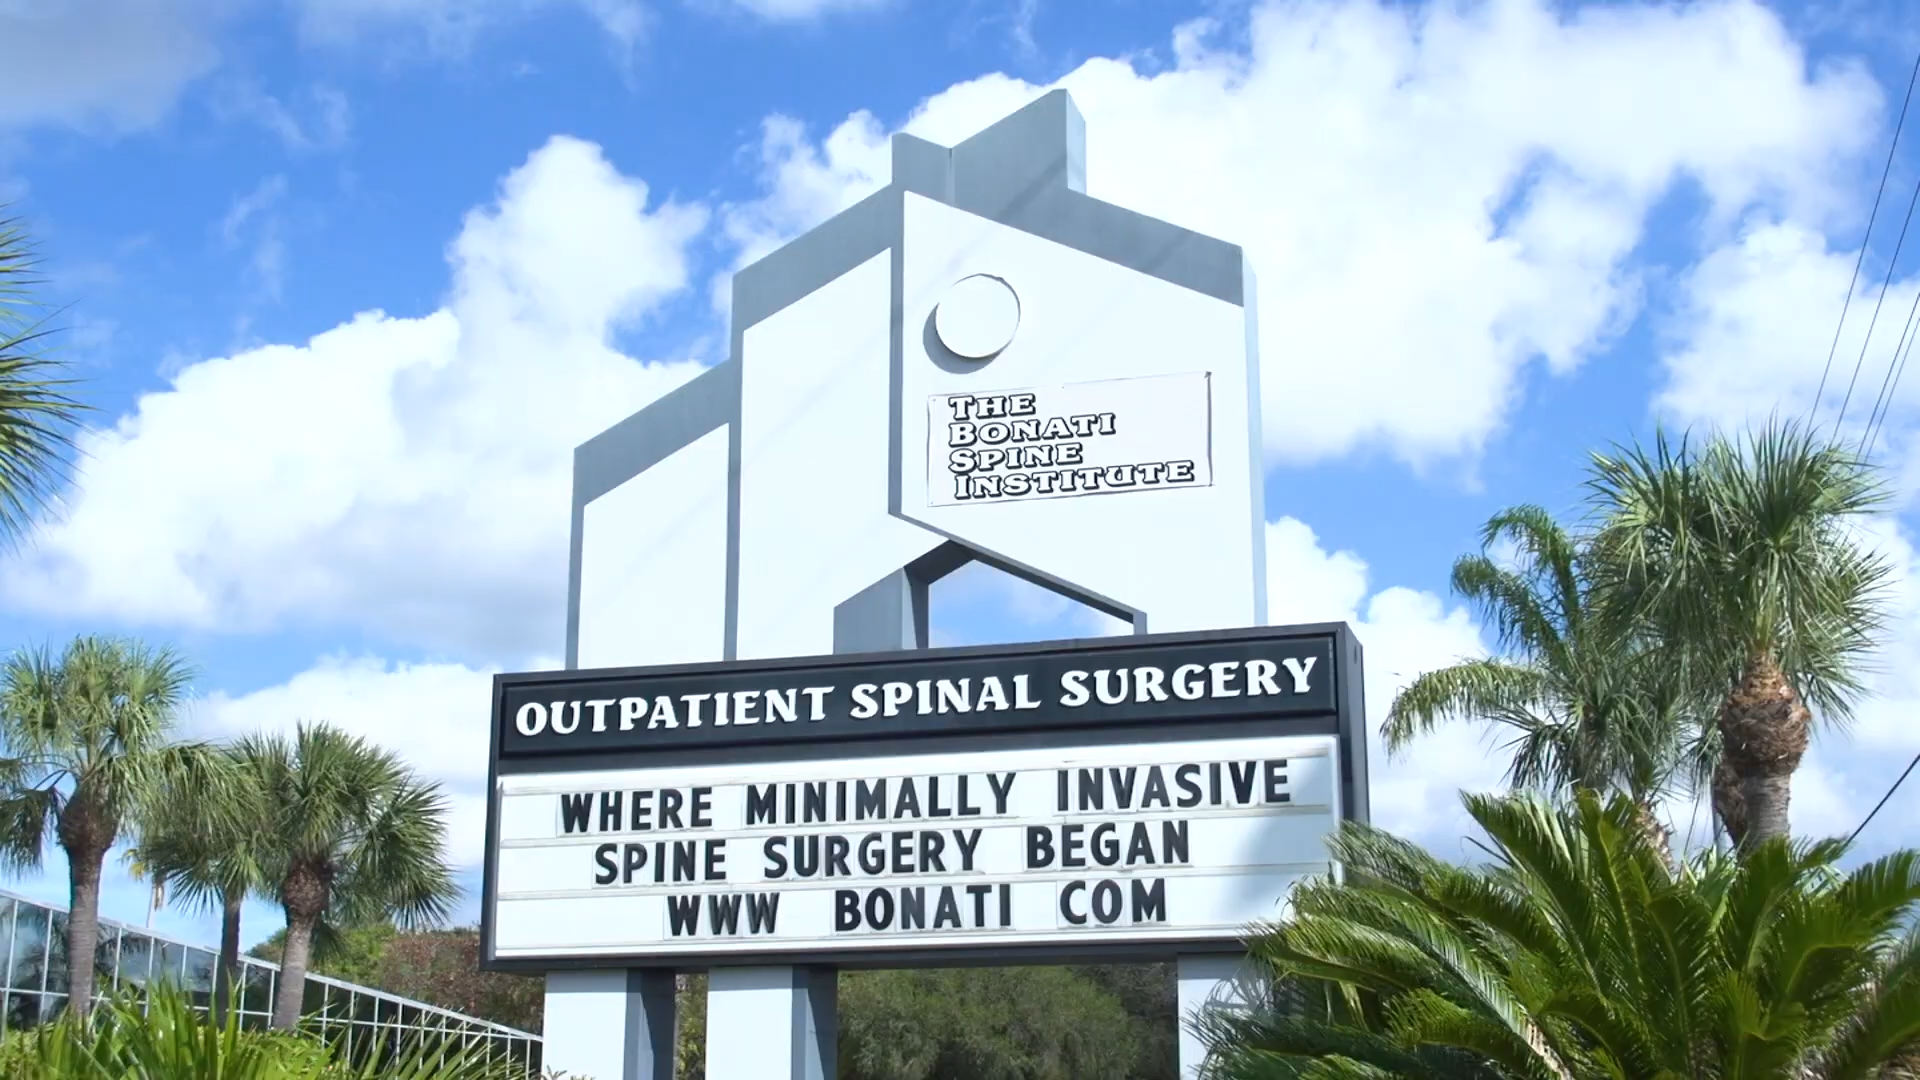 THE
BONATI
SPINE
INSTITUTE
OUTPATIENT SPINAL SURGERY
WHERE MINIMALLY INVASIVE
SPINE SURGERY BEGAN
WWW BONATI COM